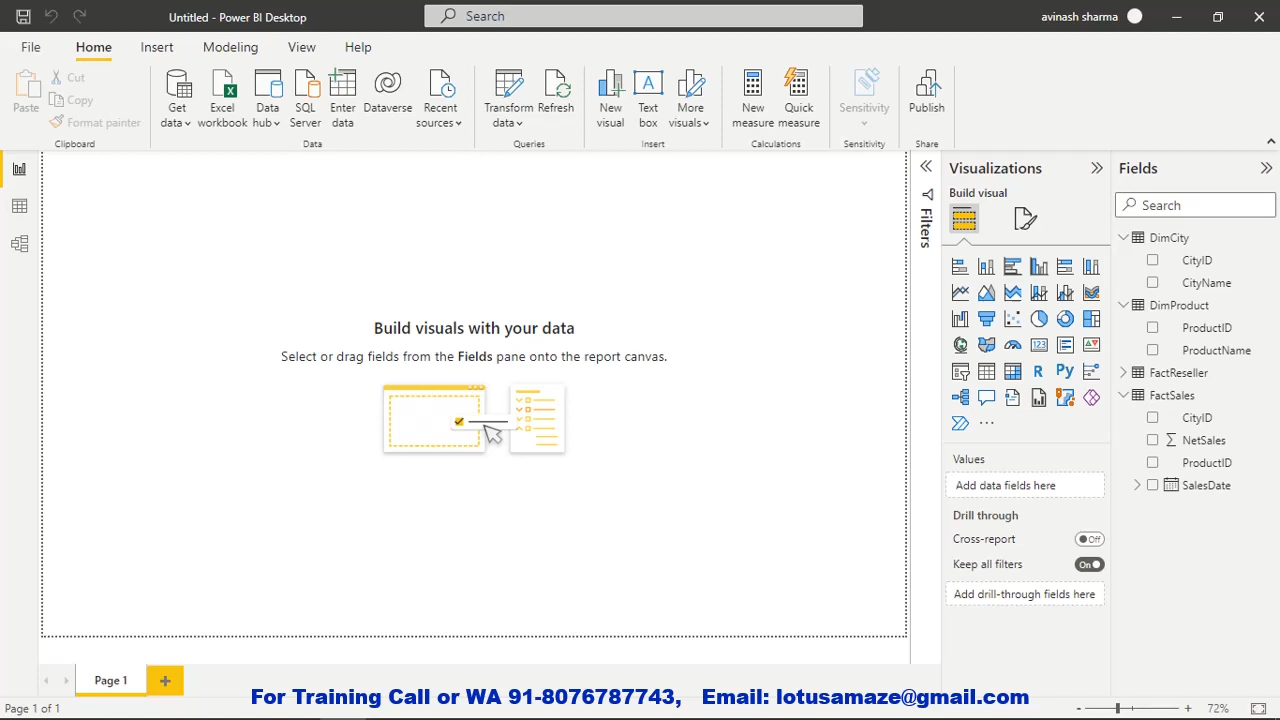 Untitled - Power BI Desktop
Search
avinash sharma
File
Home
Insert
Modeling
View
Help
Paste
Cut
Copy
Format painter
Clipboard
Get data
Excel workbook
Data hub
SQL Server
Enter data
Dataverse
Recent sources
Data
Transform data
Refresh
Queries
New visual
Text box
More visuals
Insert
New measure
Quick measure
Calculations
Sensitivity
Sensitivity
Publish
Share
Build visuals with your data
Select or drag fields from the Fields pane onto the report canvas.
Filters
Visualizations
Build visual
R
Py
123
Values
Add data fields here
Drill through
Cross-report
Off
Keep all filters
On
Add drill-through fields here
Fields
Search
DimCity
CityID
CityName
DimProduct
ProductID
ProductName
FactReseller
FactSales
CityID
NetSales
ProductID
SalesDate
Page 1
For Training Call or WA 91-8076787743, Email: lotusamaze@gmail.com
Page 1 of 1
72%